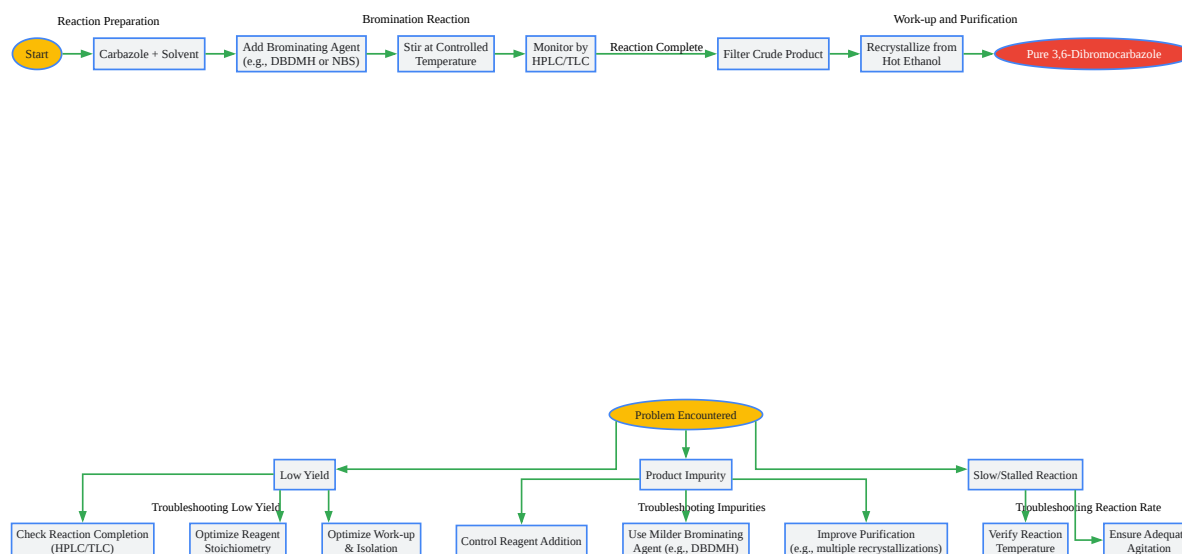 Reaction Preparation
Bromination Reaction
Work-up and Purification
Start
Carbazole + Solvent
Add Brominating Agent
(e.g., DBDMH or NBS)
Stir at Controlled
Temperature
Monitor by
HPLC/TLC
Reaction Complete
Filter Crude Product
Recrystallize from
Hot Ethanol
Pure 3,6-Dibromocarbazole
Problem Encountered
Low Yield
Product Impurity
Slow/Stalled Reaction
Troubleshooting Low Yield
Troubleshooting Impurities
Troubleshooting Reaction Rate
Check Reaction Completion
(HPLC/TLC)
Optimize Reagent
Stoichiometry
Optimize Work-up
& Isolation
Control Reagent Addition
Use Milder Brominating
Agent (e.g., DBDMH)
Improve Purification
(e.g., multiple recrystallizations)
Verify Reaction
Temperature
Ensure Adequate
Agitation